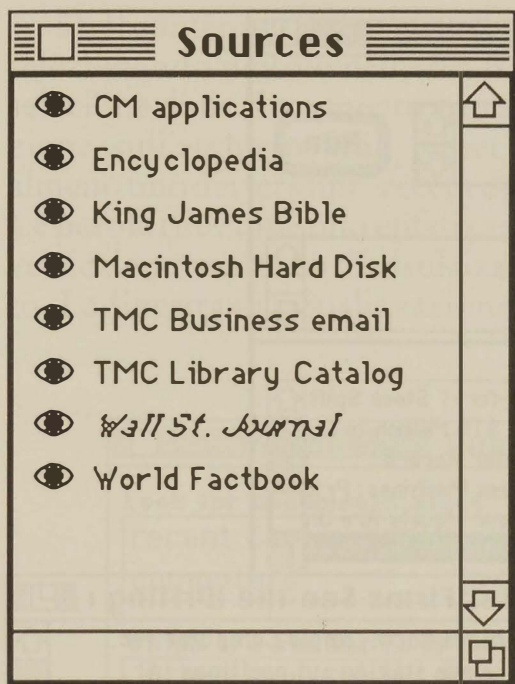 Sources
CM applications
Encyclopedia
King James Bible
Macintosh Hard Disk
TMC Business email
TMC Library Catalog
Wall St. Journal
World Factbook